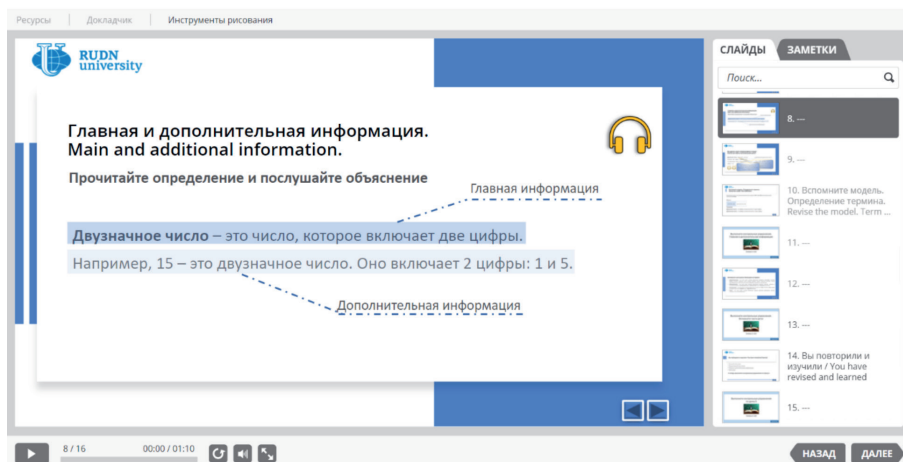 Ресурсы
Докладчик
Инструменты рисования
RUDN
university
Главная и дополнительная информация.
Main and additional information.
Прочитайте определение и послушайте объяснение
Главная информация
Двузначное число – это число, которое включает две цифры.
Например, 15 – это двузначное число. Оно включает 2 цифры: 1 и 5.
Дополнительная информация
СЛАЙДЫ
ЗАМЕТКИ
Поиск...
8. ---
9. ---
10. Вспомните модель.
Определение термина.
Revise the model. Term ...
11. ---
12. ---
13. ---
14. Вы повторили и
изучили / You have
revised and learned
15. ---
8 / 16
00:00 / 01:10
НАЗАД
ДАЛЕЕ